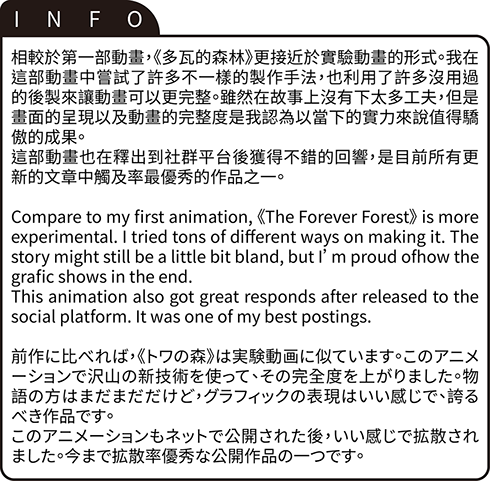 INFO
相較於第一部動畫，《多瓦的森林》更接近於實驗動畫的形式。我在
這部動畫中嘗試了許多不一樣的製作手法，也利用了許多沒用過
的後製來讓動畫可以更完整。雖然在故事上沒有下太多工夫，但是
畫面的呈現以及動畫的完整度是我認為以當下的實力來說值得驕
傲的成果。
這部動畫也在釋出到社群平台後獲得不錯的回響，是目前所有更
新的文章中觸及率最優秀的作品之一。
Compare to my first animation, 《The Forever Forest》 is more
experimental. I tried tons of different ways on making it. The
story might still be a little bit bland, but I’m proud ofhow the
grafic shows in the end.
This animation also got great responds after released to the
social platform. It was one of my best postings.
前作に比べれば，《トワの森》は実験動画に似ています。このアニメ
ーションで沢山の新技術を使って、その完全度を上がりました。物
語の方はまだまだだけど，グラフィックの表現はいい感じで、誇る
べき作品です。
このアニメーションもネットで公開された後，いい感じで拡散され
ました。今まで拡散率優秀な公開作品の一つです。